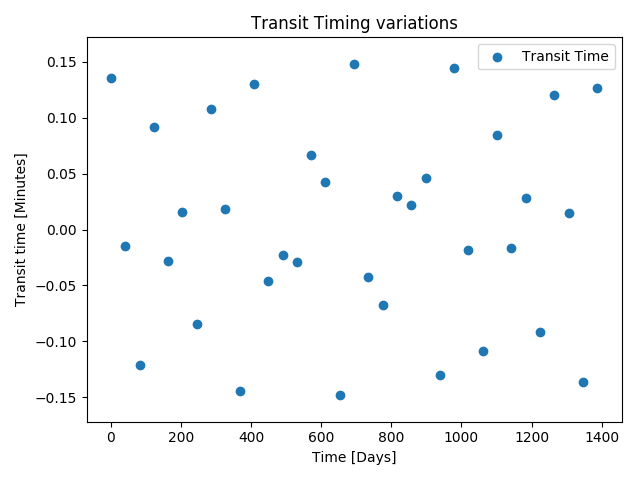 Transit Timing variations
Transit Time
Transit time [Minutes]
0.15
0.10
0.05
0.00
−0.05
−0.10
−0.15
0 200 400 600 800 1000 1200 1400
Time [Days]